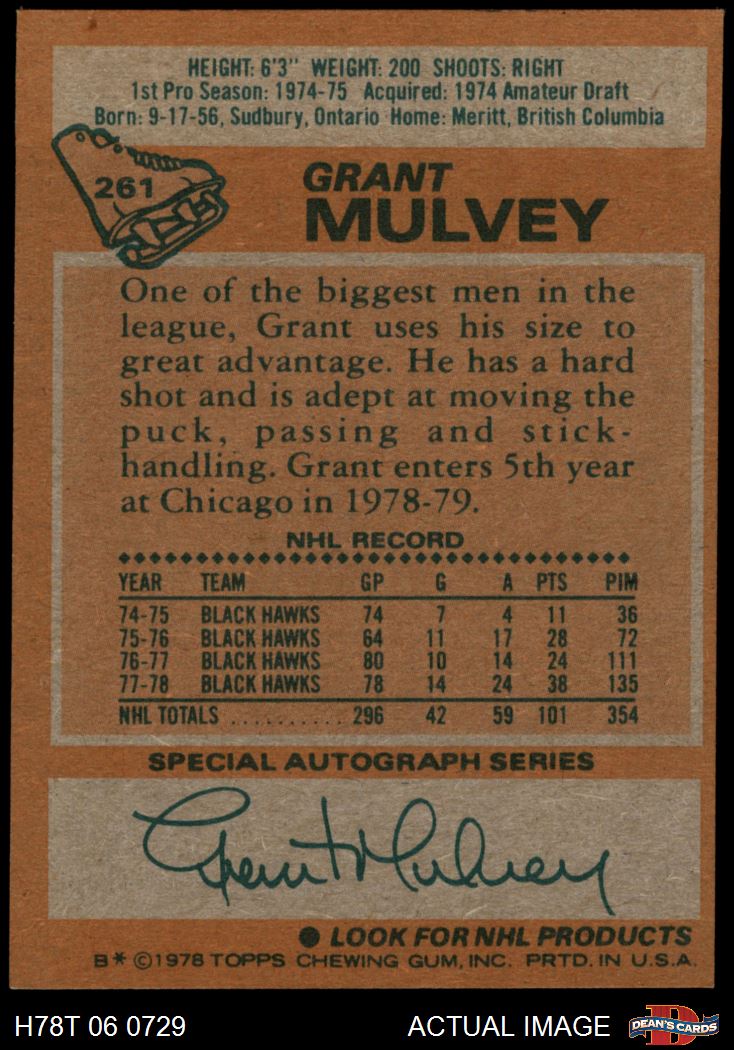 HEIGHT: 6'3" WEIGHT: 200 SHOOTS: RIGHT
1st Pro Season: 1974-75 Acquired: 1974 Amateur Draft
Born: 9-17-56, Sudbury, Ontario Home: Meritt, British Columbia
261
GRANT
MULVEY
One of the biggest men in the
league, Grant uses his size to
great advantage. He has a hard
shot and is adept at moving the
puck, passing and stick-
handling. Grant enters 5th year
at Chicago in 1978-79.
NHL RECORD
YEAR TEAM GP G A PTS PIM
74-75 BLACK HAWKS 74 7 4 11 36
75-76 BLACK HAWKS 64 11 17 28 72
76-77 BLACK HAWKS 80 10 14 24 111
77-78 BLACK HAWKS 78 14 24 38 135
NHL TOTALS .......... 296 42 59 101 354
SPECIAL AUTOGRAPH SERIES
Grant Mulvey
● LOOK FOR NHL PRODUCTS
B* ©1978 TOPPS CHEWING GUM, INC. PRTD. IN U.S.A.
H78T 06 0729 ACTUAL IMAGE DEAN'S CARDS